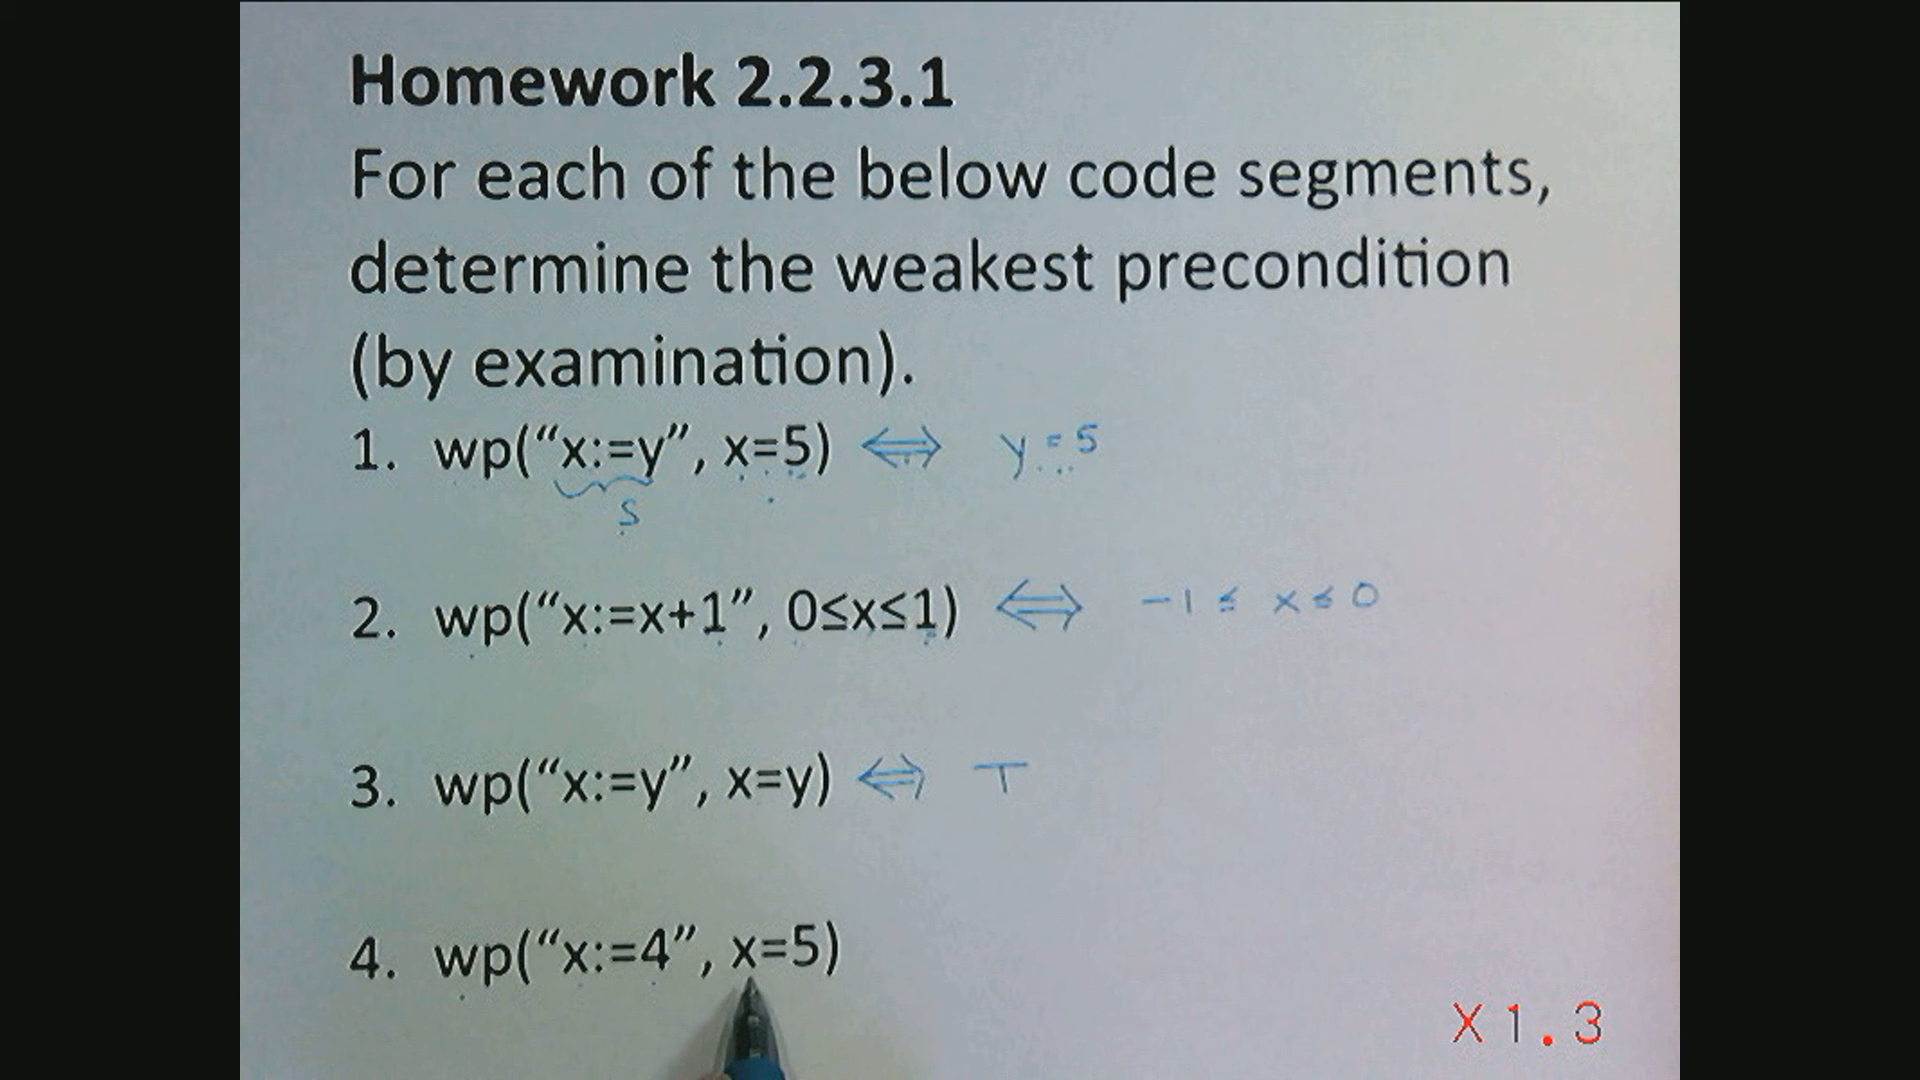 Homework 2.2.3.1
For each of the below code segments,
determine the weakest precondition
(by examination).
1. wp(“x:=y”, x=5) ⟺ y = 5
S
2. wp(“x:=x+1”, 0≤x≤1) ⟺ -1 ≤ x ≤ 0
3. wp(“x:=y”, x=y) ⟺ T
4. wp(“x:=4”, x=5)
X1.3